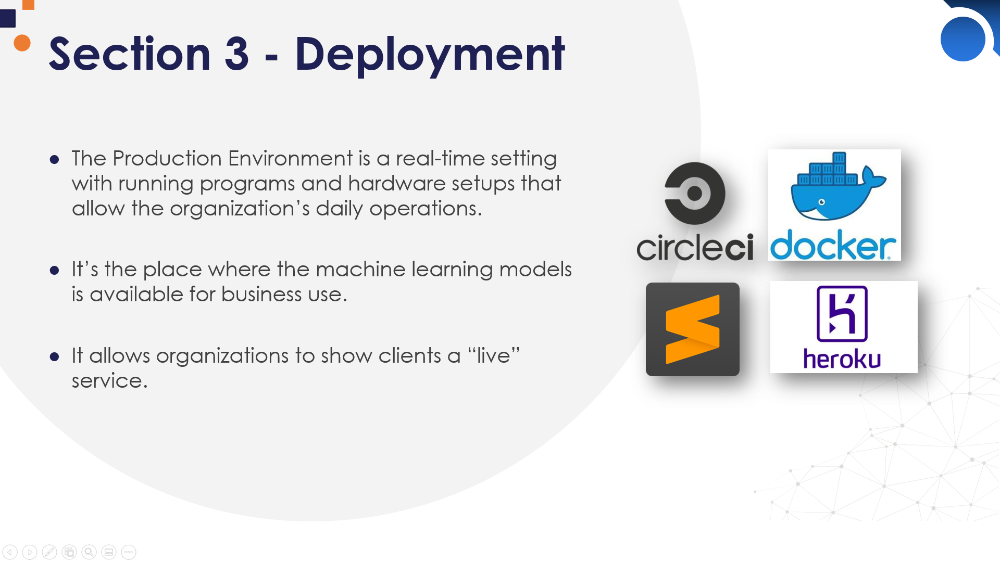 Section 3 - Deployment
● The Production Environment is a real-time setting
with running programs and hardware setups that
allow the organization’s daily operations.
● It’s the place where the machine learning models
is available for business use.
● It allows organizations to show clients a “live”
service.
circleci
docker
heroku